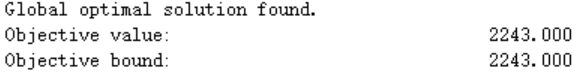 Global optimal solution found.
Objective value: 2243.000
Objective bound: 2243.000